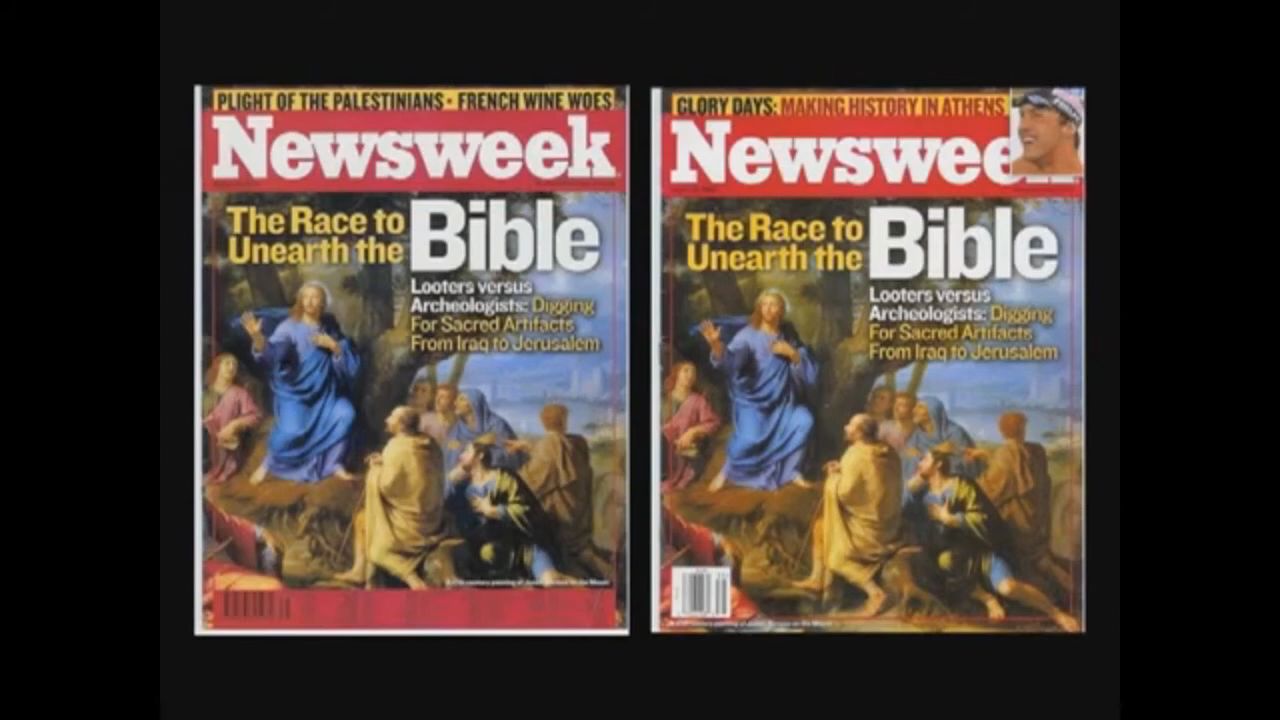 PLIGHT OF THE PALESTINIANS • FRENCH WINE WOES
Newsweek
The Race to
Unearth the
Bible
Looters versus
Archeologists: Digging
For Sacred Artifacts
From Iraq to Jerusalem
GLORY DAYS: MAKING HISTORY IN ATHENS
Newswee
The Race to
Unearth the
Bible
Looters versus
Archeologists: Digging
For Sacred Artifacts
From Iraq to Jerusalem